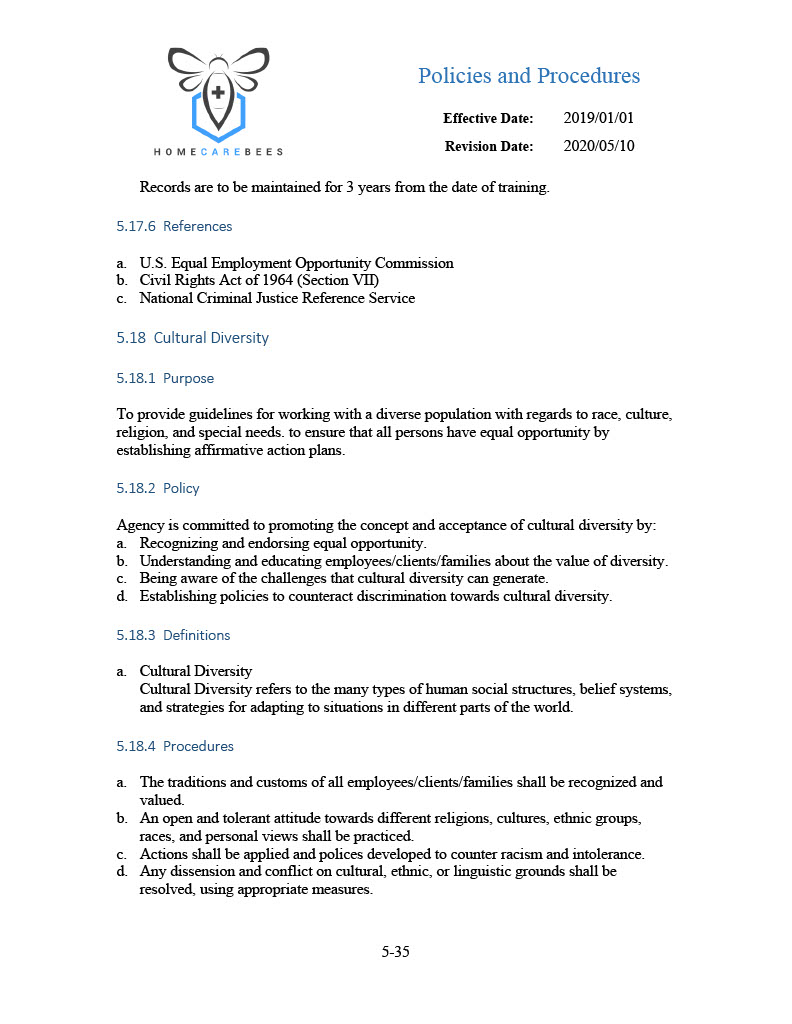 Policies and Procedures
Effective Date: 2019/01/01
Revision Date: 2020/05/10
HOMECAREBEES
Records are to be maintained for 3 years from the date of training.
5.17.6 References
a. U.S. Equal Employment Opportunity Commission
b. Civil Rights Act of 1964 (Section VII)
c. National Criminal Justice Reference Service
5.18 Cultural Diversity
5.18.1 Purpose
To provide guidelines for working with a diverse population with regards to race, culture,
religion, and special needs. to ensure that all persons have equal opportunity by
establishing affirmative action plans.
5.18.2 Policy
Agency is committed to promoting the concept and acceptance of cultural diversity by:
a. Recognizing and endorsing equal opportunity.
b. Understanding and educating employees/clients/families about the value of diversity.
c. Being aware of the challenges that cultural diversity can generate.
d. Establishing policies to counteract discrimination towards cultural diversity.
5.18.3 Definitions
a. Cultural Diversity
Cultural Diversity refers to the many types of human social structures, belief systems,
and strategies for adapting to situations in different parts of the world.
5.18.4 Procedures
a. The traditions and customs of all employees/clients/families shall be recognized and
valued.
b. An open and tolerant attitude towards different religions, cultures, ethnic groups,
races, and personal views shall be practiced.
c. Actions shall be applied and polices developed to counter racism and intolerance.
d. Any dissension and conflict on cultural, ethnic, or linguistic grounds shall be
resolved, using appropriate measures.
5-35